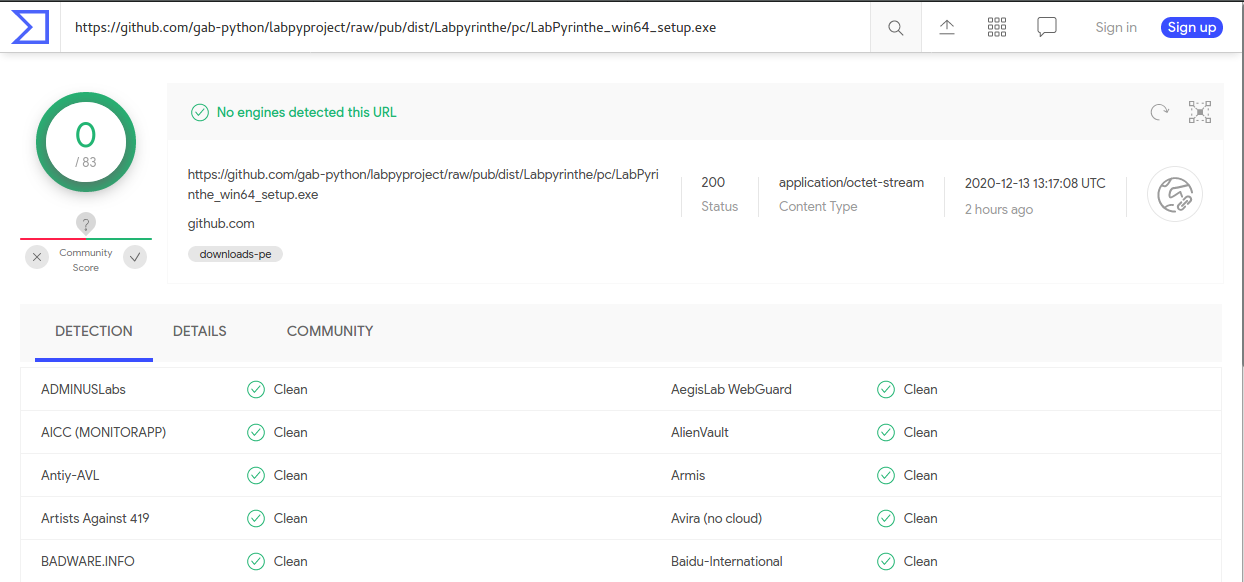 https://github.com/gab-python/labpyproject/raw/pub/dist/Labpyrinthe/pc/LabPyrinthe_win64_setup.exe
Sign in
Sign up
0
/ 83
?
Community
Score
No engines detected this URL
https://github.com/gab-python/labpyproject/raw/pub/dist/Labpyrinthe/pc/LabPyri
nthe_win64_setup.exe
github.com
downloads-pe
200
Status
application/octet-stream
Content Type
2020-12-13 13:17:08 UTC
2 hours ago
DETECTION DETAILS COMMUNITY
ADMINUSLabs Clean AegisLab WebGuard Clean
AICC (MONITORAPP) Clean AlienVault Clean
Antiy-AVL Clean Armis Clean
Artists Against 419 Clean Avira (no cloud) Clean
BADWARE.INFO Clean Baidu-International Clean